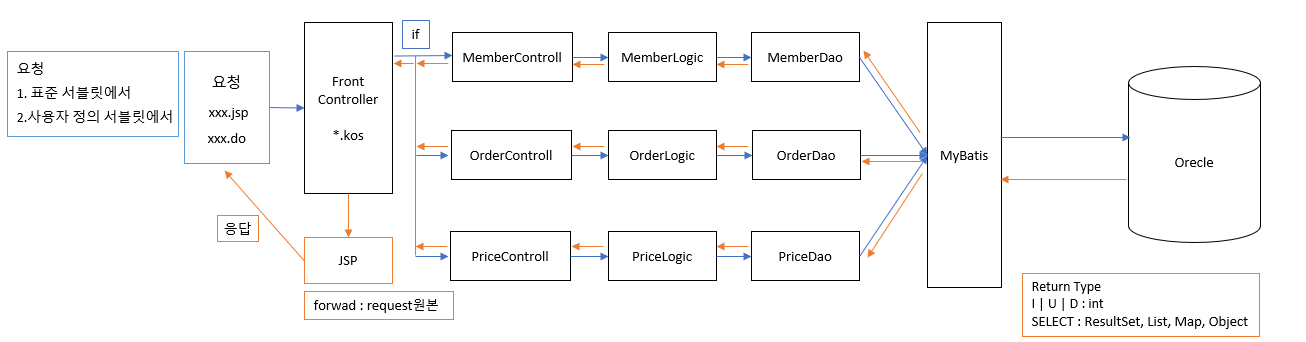 요청
1. 표준 서블릿에서
2.사용자 정의 서블릿에서
요청
xxx.jsp
xxx.do
Front
Controller
*.kos
if
MemberControll
MemberLogic
MemberDao
OrderControll
OrderLogic
OrderDao
PriceControll
PriceLogic
PriceDao
MyBatis
Orecle
응답
JSP
forwad : request원본
Return Type
I | U | D : int
SELECT : ResultSet, List, Map, Object